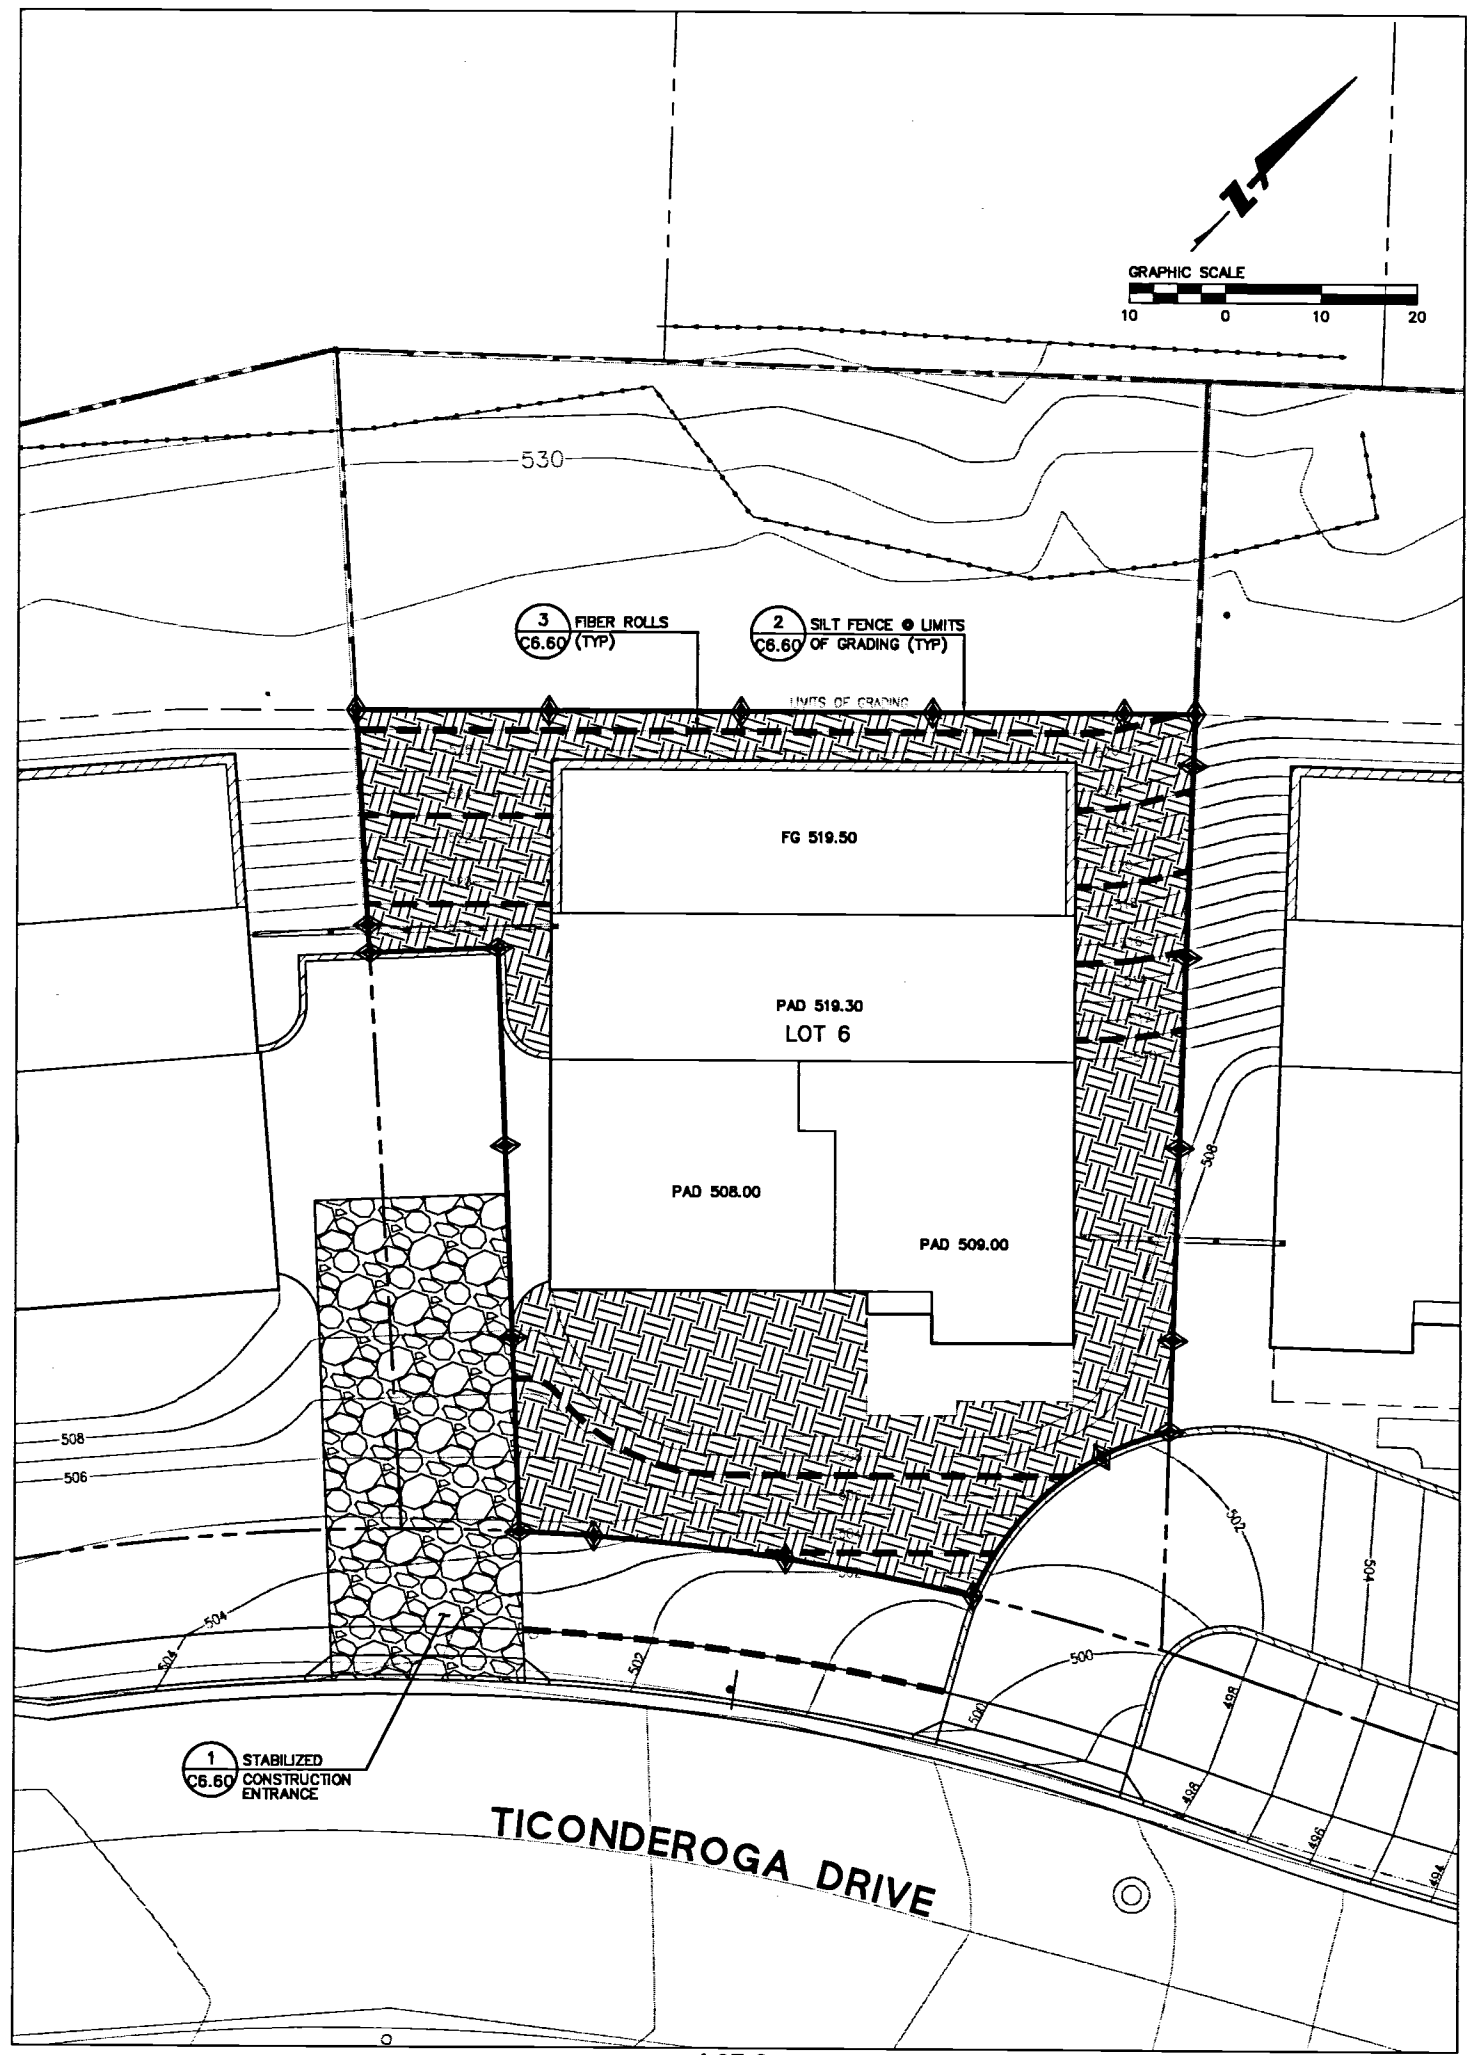 N
GRAPHIC SCALE
10 0 10 20
530
3
C6.60
FIBER ROLLS
(TYP)
2
C6.60
SILT FENCE @ LIMITS
OF GRADING (TYP)
LIMITS OF GRADING
FG 519.50
PAD 519.30
LOT 6
PAD 508.00
PAD 509.00
508
508
506
504
504
502
502
504
500
500
498
498
496
494
502
1
C6.60
STABILIZED
CONSTRUCTION
ENTRANCE
TICONDEROGA DRIVE